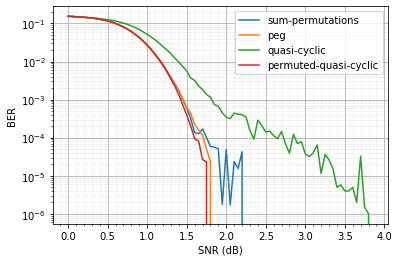 sum-permutations
peg
quasi-cyclic
permuted-quasi-cyclic
BER
10⁻¹
10⁻²
10⁻³
10⁻⁴
10⁻⁵
10⁻⁶
0.0 0.5 1.0 1.5 2.0 2.5 3.0 3.5 4.0
SNR (dB)